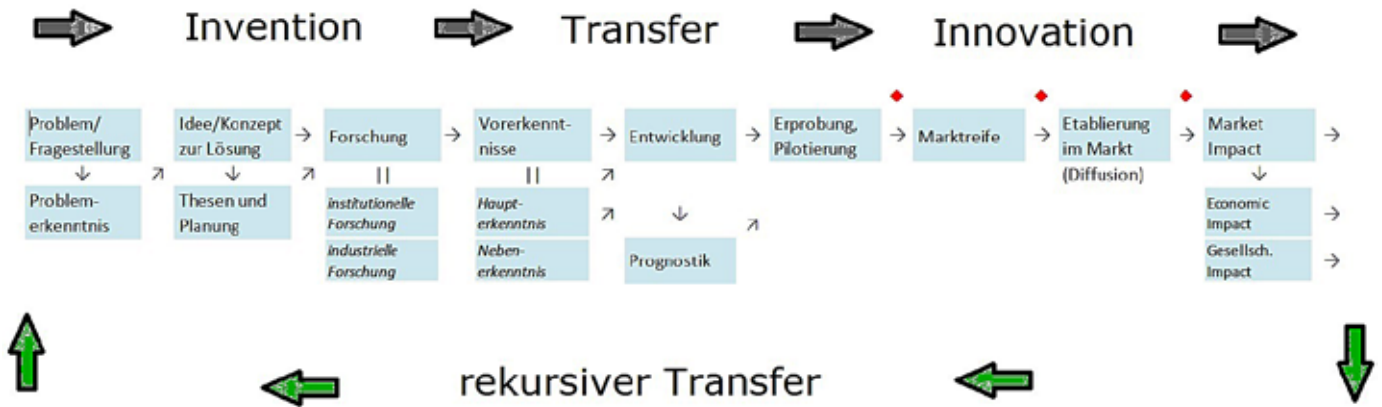 Invention
Transfer
Innovation
Problem/
Fragestellung
Problem-
erkenntnis
Idee/Konzept
zur Lösung
Thesen und
Planung
Forschung
institutionelle
Forschung
industrielle
Forschung
Vorerkennt-
nisse
Haupt-
erkenntnis
Neben-
erkenntnis
Entwicklung
Prognostik
Erprobung,
Pilotierung
Marktreife
Etablierung
im Markt
(Diffusion)
Market
Impact
Economic
Impact
Gesellsch.
Impact
rekursiver Transfer